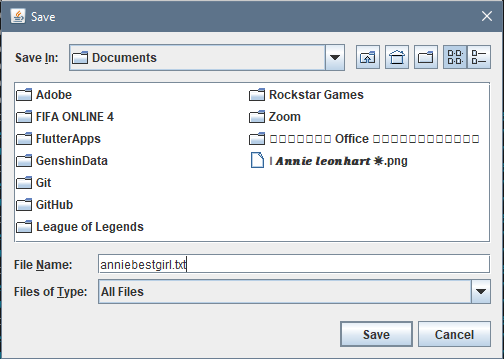 Save
Save In: Documents
Adobe
FIFA ONLINE 4
FlutterApps
GenshinData
Git
GitHub
League of Legends
Rockstar Games
Zoom
Office
| 𝑨𝒏𝒏𝒊𝒆 𝒍𝒆𝒐𝒏𝒉𝒂𝒓𝒕 ☀.png
File Name: anniebestgirl.txt
Files of Type: All Files
Save Cancel